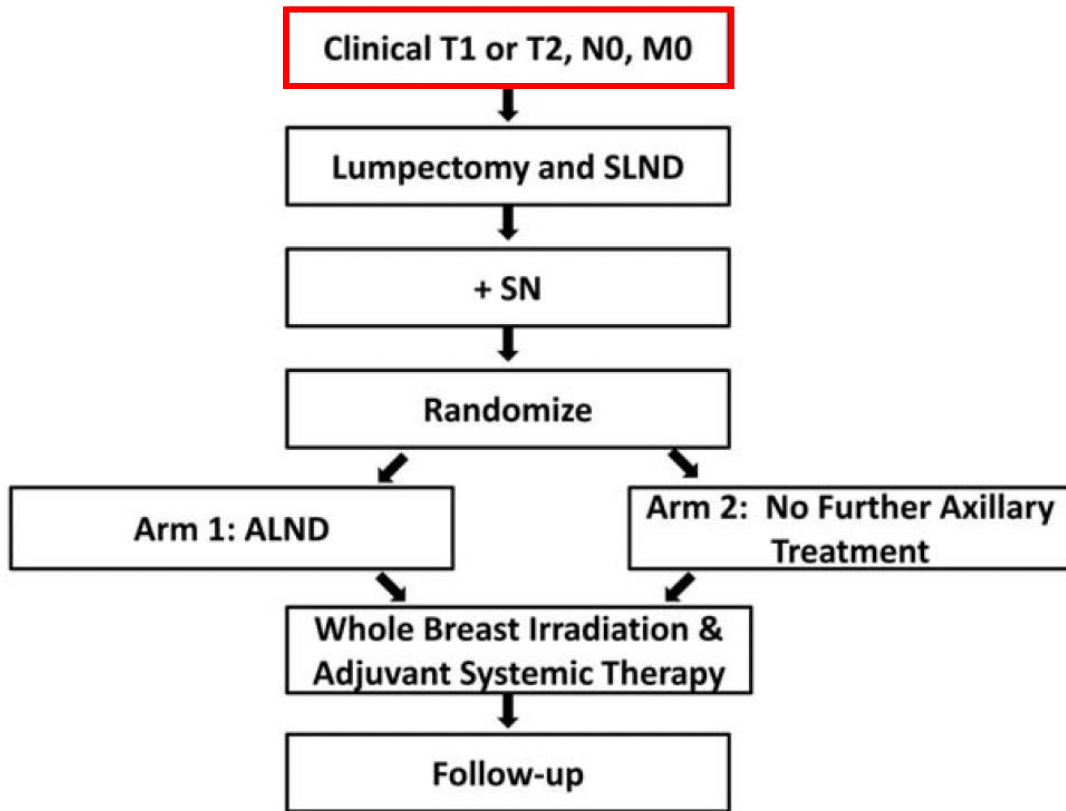 Clinical T1 or T2, N0, M0
Lumpectomy and SLND
+ SN
Randomize
Arm 1: ALND
Arm 2:  No Further Axillary
Treatment
Whole Breast Irradiation &
Adjuvant Systemic Therapy
Follow-up